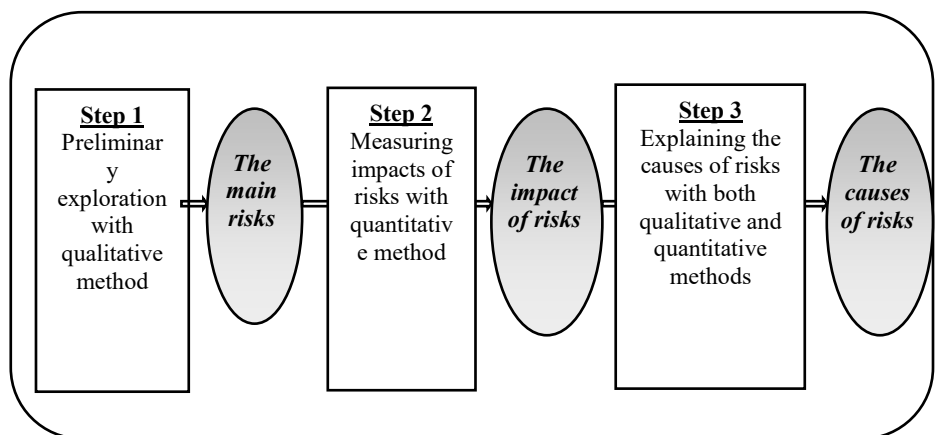 Step 1
Preliminar
y
exploration
with
qualitative
method
The
main
risks
Step 2
Measuring
impacts of
risks with
quantitativ
e method
The
impact
of risks
Step 3
Explaining the
causes of risks
with both
qualitative and
quantitative
methods
The
causes
of risks